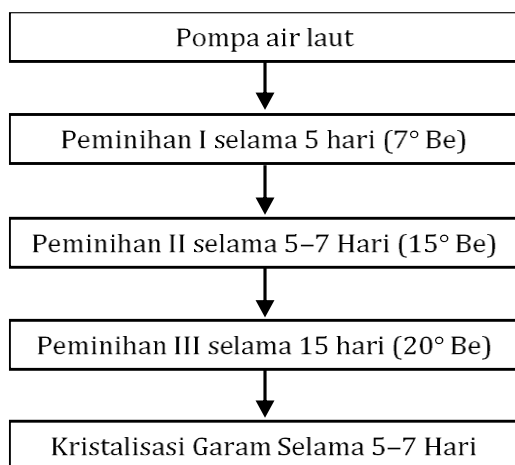 Pompa air laut
Peminihan I selama 5 hari (7° Be)
Peminihan II selama 5–7 Hari (15° Be)
Peminihan III selama 15 hari (20° Be)
Kristalisasi Garam Selama 5–7 Hari